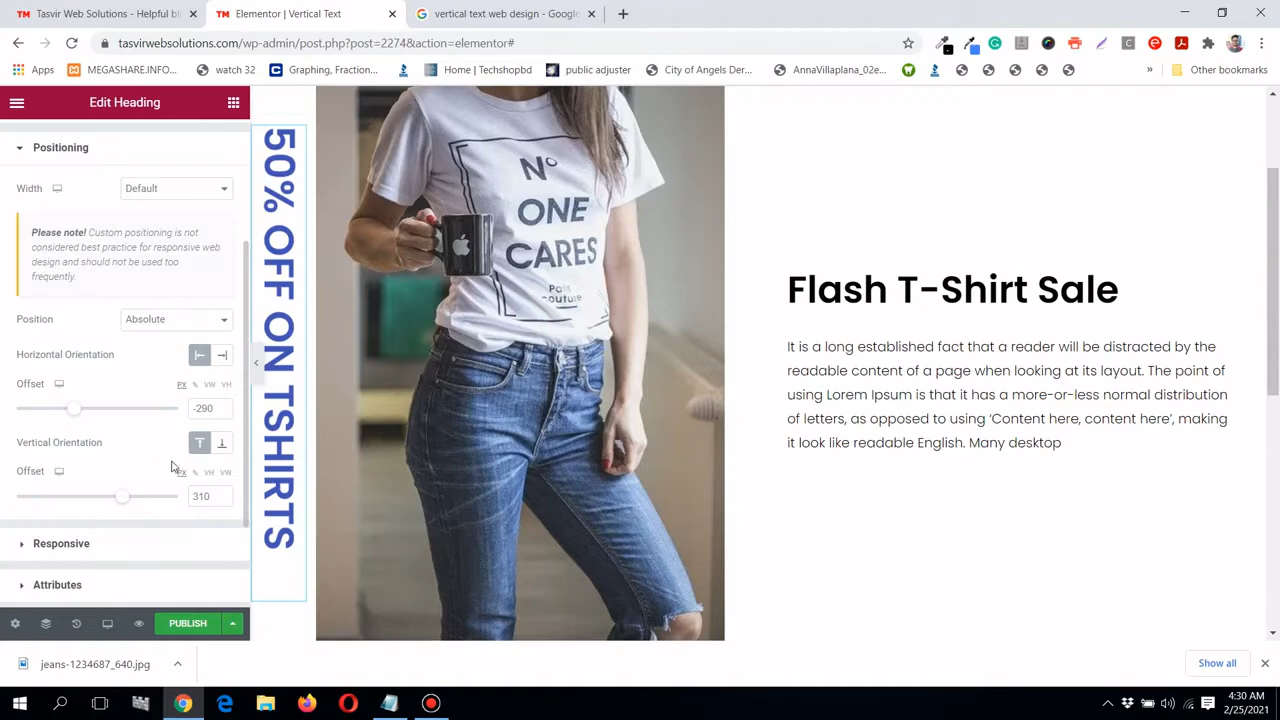 Tasvir Web Solutions - Helpful bl
Elementor | Vertical Text
vertical text web design - Google
tasvirwebsolutions.com/wp-admin/post.php?post=2274&action=elementor#
Apps
MEGASHARE.INFO...
watch 32
Graphing, Fraction...
Home | Techshopbd
public adjuster
City of Angels Der...
AnnaVillaplana_02e...
Other bookmarks
Edit Heading
Positioning
Width
Default
Please note! Custom positioning is not
considered best practice for responsive web
design and should not be used too
frequently.
Position
Absolute
Horizontal Orientation
Offset
PX % VW VH
-290
Vertical Orientation
Offset
PX % VH VW
310
Responsive
Attributes
PUBLISH
50% OFF ON TSHIRTS
N°
ONE
CARES
Paris
couture
Flash T-Shirt Sale
It is a long established fact that a reader will be distracted by the
readable content of a page when looking at its layout. The point of
using Lorem Ipsum is that it has a more-or-less normal distribution
of letters, as opposed to using ‘Content here, content here’, making
it look like readable English. Many desktop
jeans-1234687_640.jpg
Show all
4:30 AM
2/25/2021